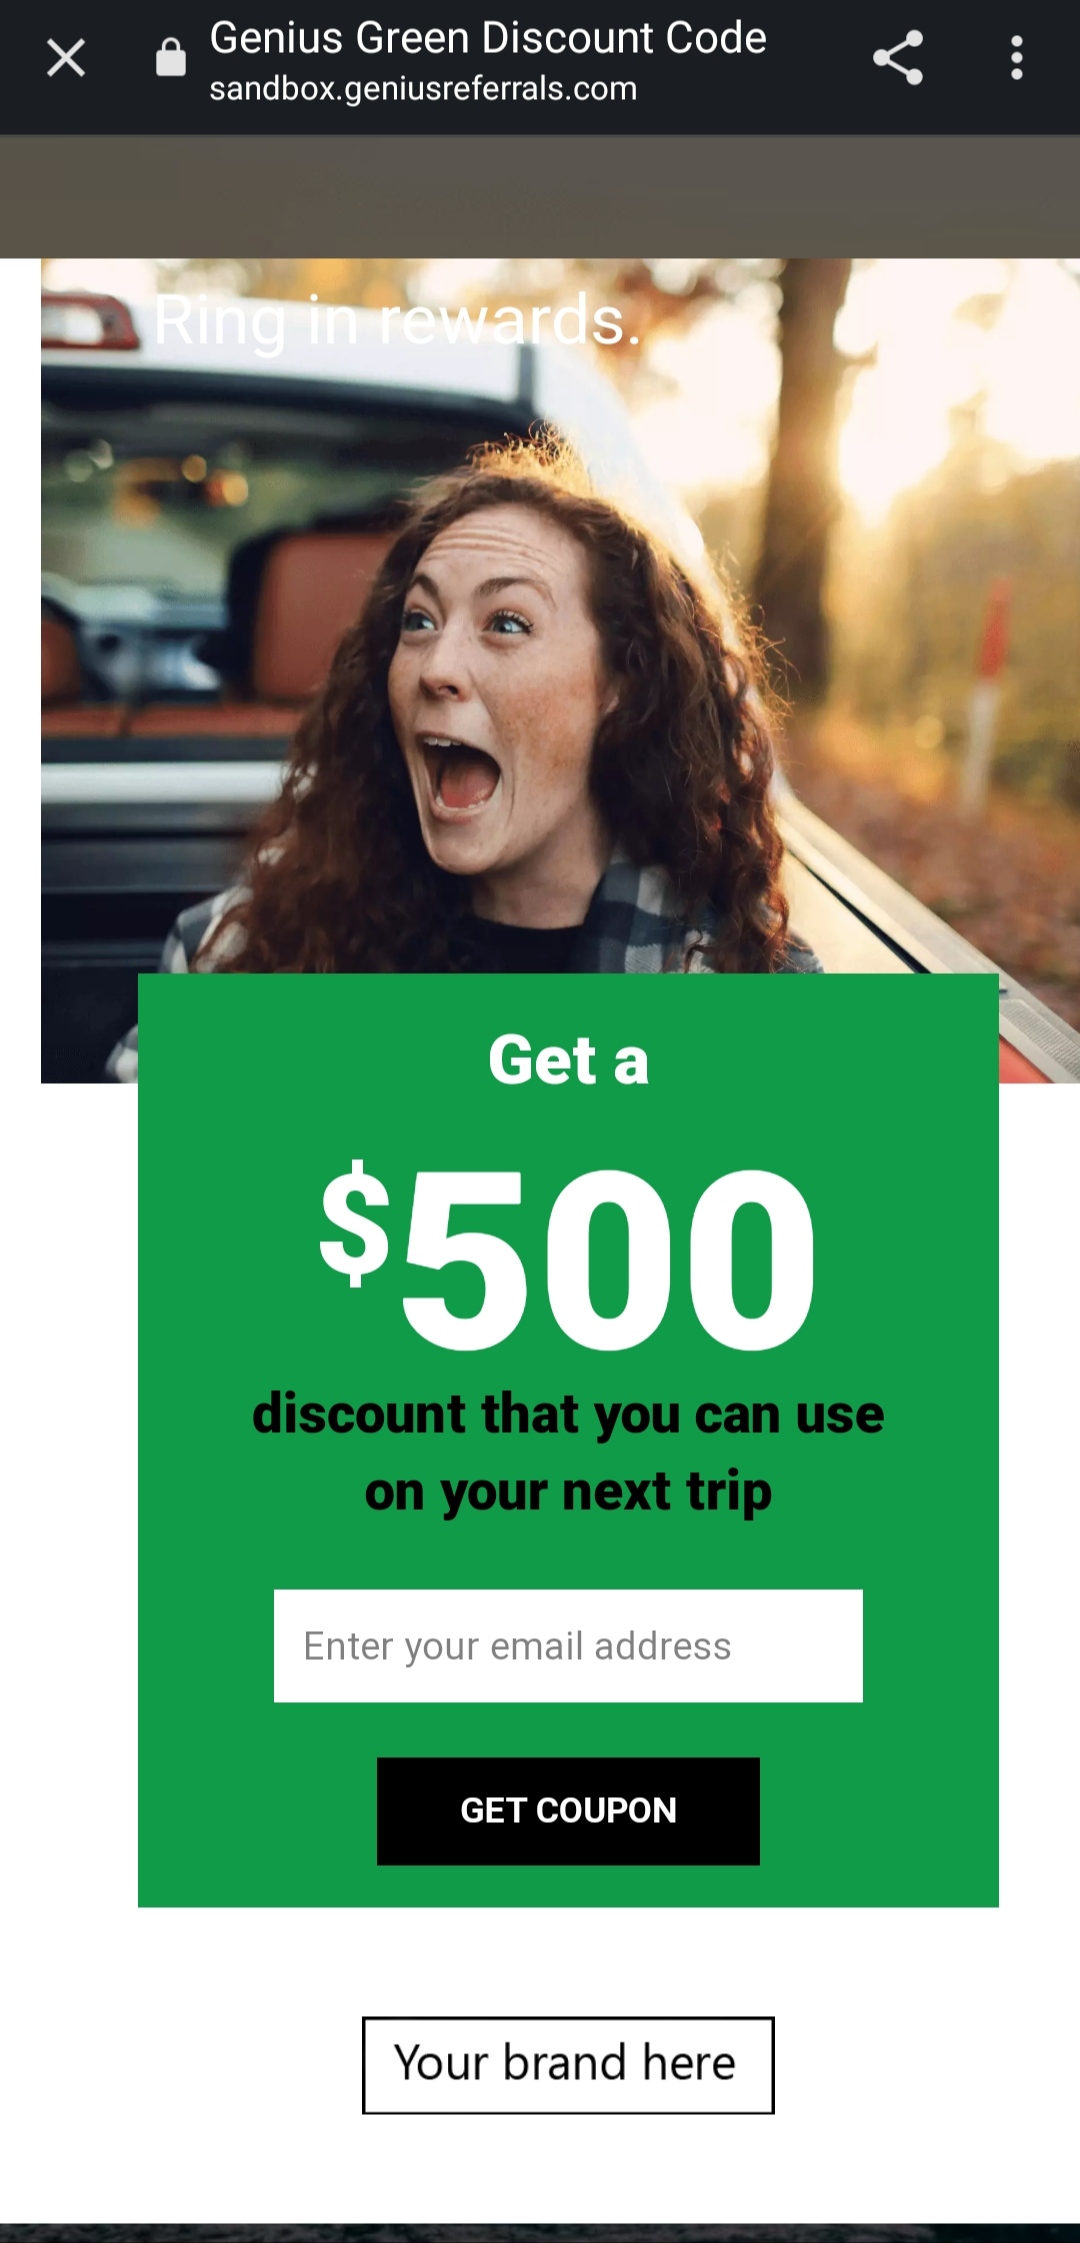 Genius Green Discount Code
sandbox.geniusreferrals.com
Ring in rewards.
Get a
$500
discount that you can use
on your next trip
Enter your email address
GET COUPON
Your brand here